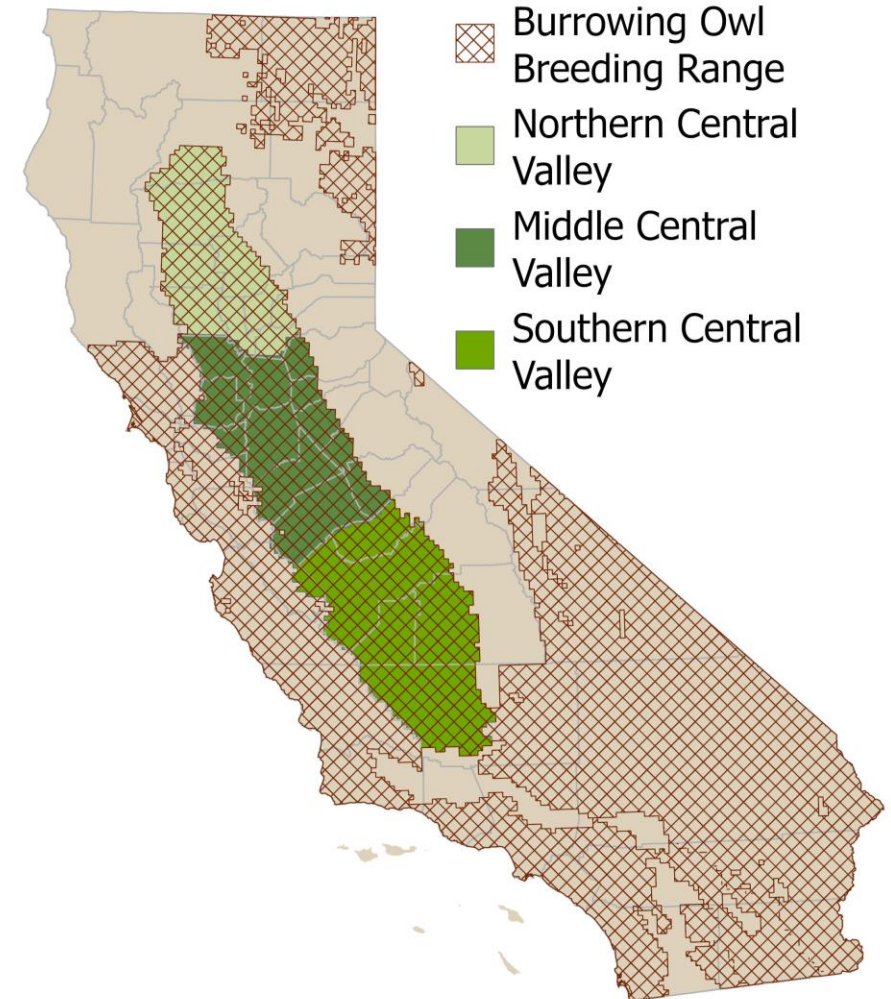 Burrowing Owl
Breeding Range
Northern Central
Valley
Middle Central
Valley
Southern Central
Valley